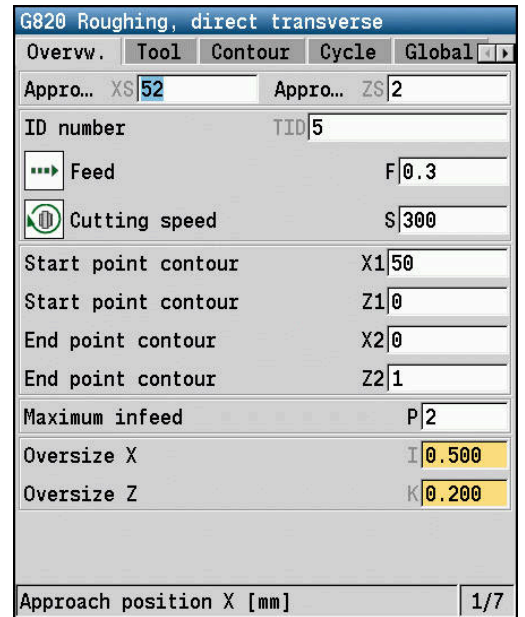 G820 Roughing, direct transverse
Overvw. Tool Contour Cycle Global
Appro... XS 52 Appro... ZS 2
ID number TID 5
Feed F 0.3
Cutting speed S 300
Start point contour X1 50
Start point contour Z1 0
End point contour X2 0
End point contour Z2 1
Maximum infeed P 2
Oversize X I 0.500
Oversize Z K 0.200
Approach position X [mm] 1/7